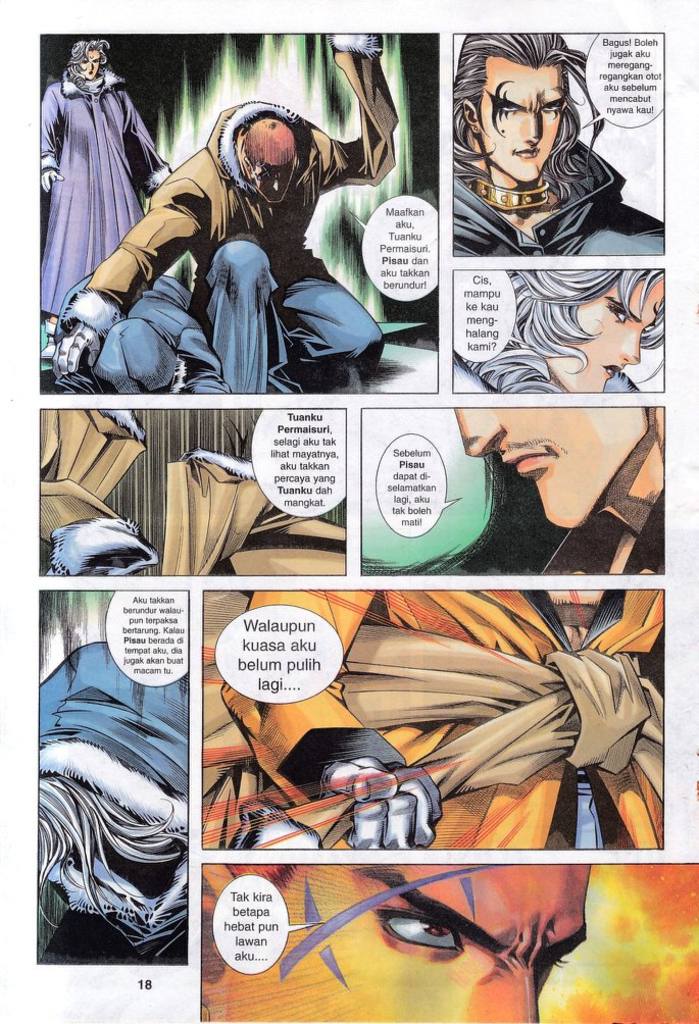 Maafkan
aku,
Tuanku
Permaisuri.
Pisau dan
aku takkan
berundur!
Bagus! Boleh
jugak aku
meregang-
regangkan otot
aku sebelum
mencabut
nyawa kau!
Cis,
mampu
ke kau
meng-
halang
kami?
Tuanku
Permaisuri,
selagi aku tak
lihat mayatnya,
aku takkan
percaya yang
Tuanku dah
mangkat.
Sebelum
Pisau
dapat di-
selamatkan
lagi, aku
tak boleh
mati!
Aku takkan
berundur walau-
pun terpaksa
bertarung. Kalau
Pisau berada di
tempat aku, dia
jugak akan buat
macam tu.
Walaupun
kuasa aku
belum pulih
lagi....
Tak kira
betapa
hebat pun
lawan
aku....
18